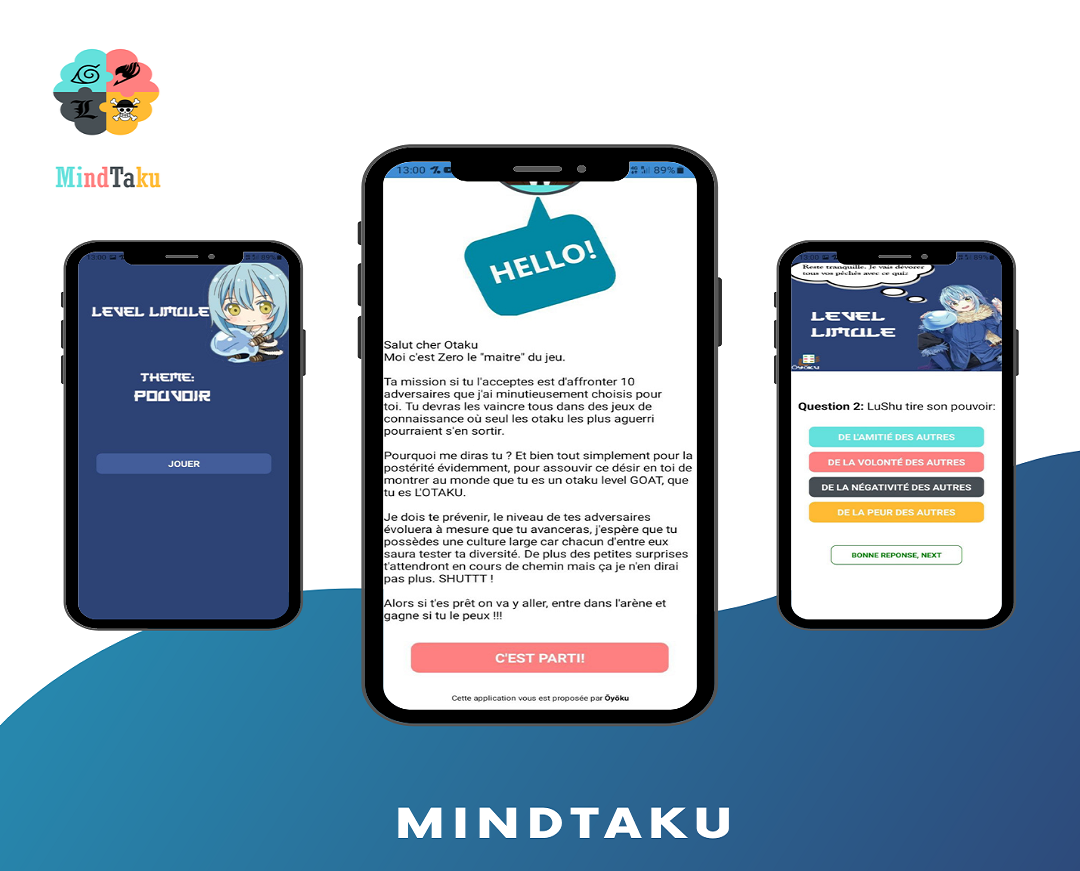 MindTaku
13:00
LEVEL LIMULE
THEME:
POUVOIR
JOUER
13:00
89%
HELLO!
Salut cher Otaku
Moi c'est Zero le "maitre" du jeu.
Ta mission si tu l'acceptes est d'affronter 10
adversaires que j'ai minutieusement choisis pour
toi. Tu devras les vaincre tous dans des jeux de
connaissance où seul les otaku les plus aguerri
pourraient s'en sortir.
Pourquoi me diras tu ? Et bien tout simplement pour la
postérité évidemment, pour assouvir ce désir en toi de
montrer au monde que tu es un otaku level GOAT, que
tu es L'OTAKU.
Je dois te prévenir, le niveau de tes adversaires
évoluera à mesure que tu avanceras, j'espère que tu
possèdes une culture large car chacun d'entre eux
saura tester ta diversité. De plus des petites surprises
t'attendront en cours de chemin mais ça je n'en dirai
pas plus. SHUTTT !
Alors si t'es prêt on va y aller, entre dans l'arène et
gagne si tu le peux !!!
C'EST PARTI!
Cette application vous est proposée par Ōyōku
13:00
89%
Reste tranquille. Je vais dévorer
tous vos péchés avec ce quiz
LEVEL
LIMULE
Question 2: LuShu tire son pouvoir:
DE L'AMITIÉ DES AUTRES
DE LA VOLONTÉ DES AUTRES
DE LA NÉGATIVITÉ DES AUTRES
DE LA PEUR DES AUTRES
BONNE REPONSE, NEXT
MINDTAKU